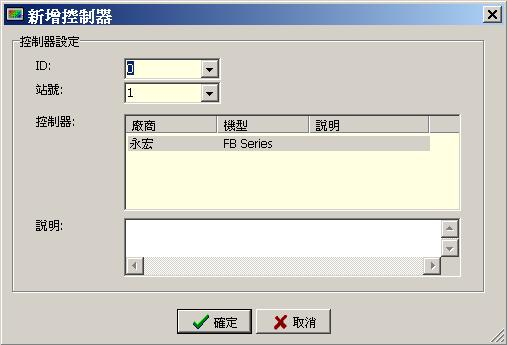 新增控制器
控制器設定
ID: 0
站號: 1
控制器: 廠商 機型 說明
永宏 FB Series
說明:
確定 取消